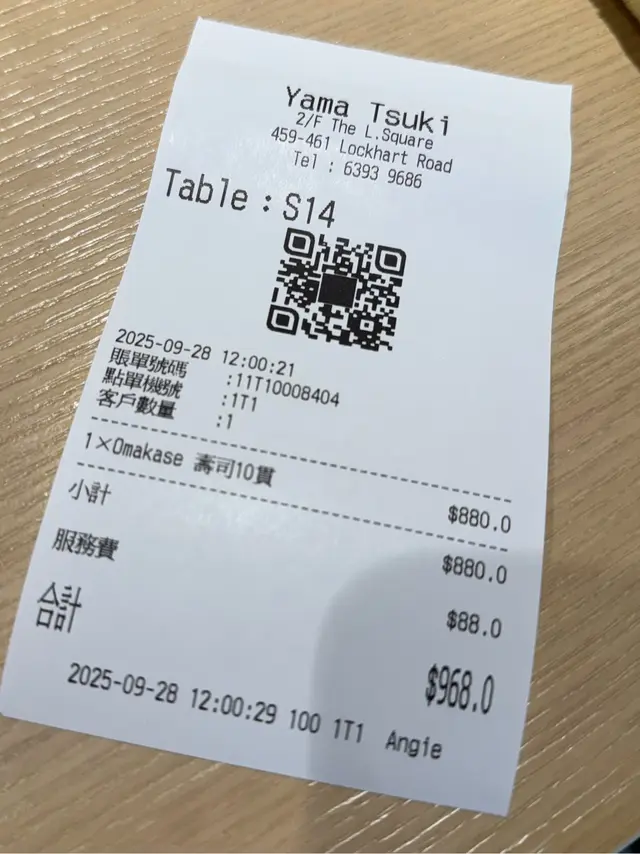 Yama Tsuki
2/F The L.Square
459-461 Lockhart Road
Tel : 6393 9686
Table : S14
2025-09-28 12:00:21
賬單號碼 :11T10008404
點單機號 :1T1
客戶數量 :1
1×Omakase 壽司10貫 $880.0
小計 $880.0
服務費 $88.0
合計 $968.0
2025-09-28 12:00:29 100 1T1 Angie